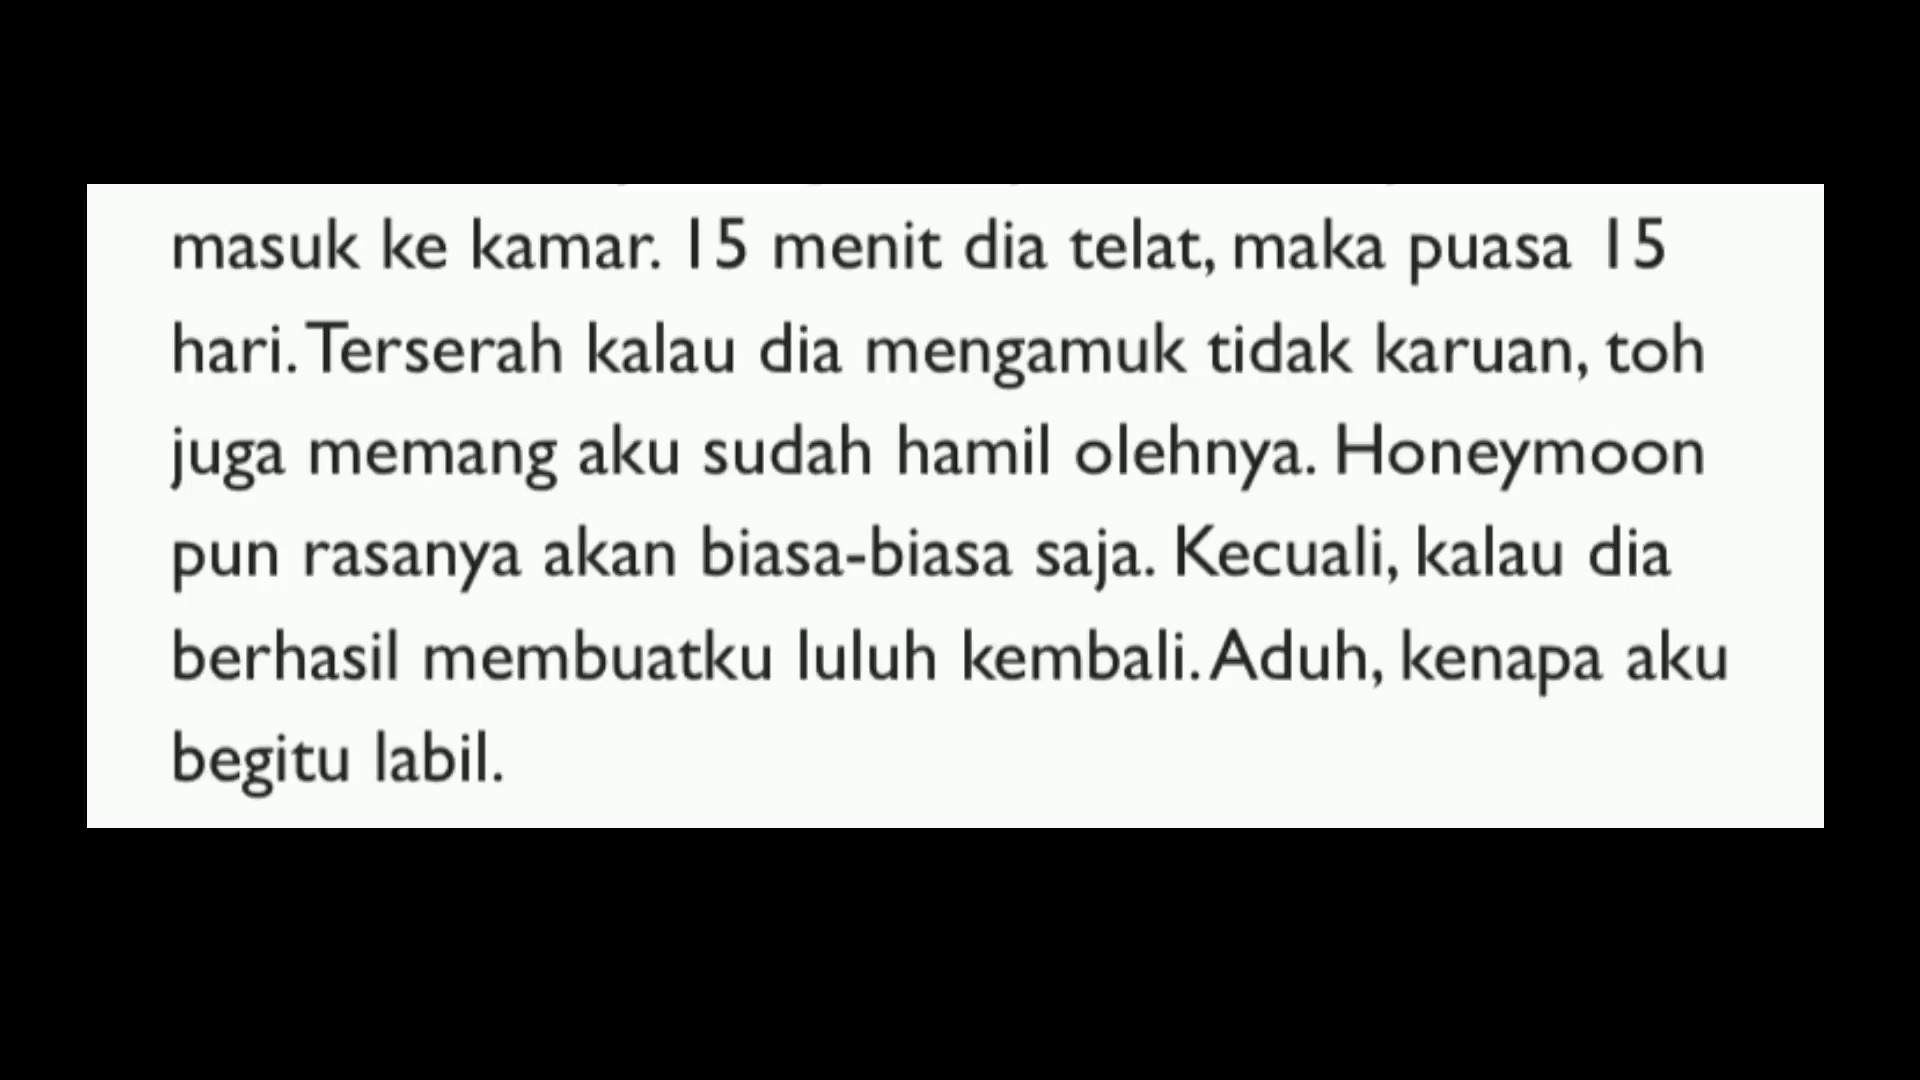 masuk ke kamar. 15 menit dia telat, maka puasa 15
hari. Terserah kalau dia mengamuk tidak karuan, toh
juga memang aku sudah hamil olehnya. Honeymoon
pun rasanya akan biasa-biasa saja. Kecuali, kalau dia
berhasil membuatku luluh kembali. Aduh, kenapa aku
begitu labil.